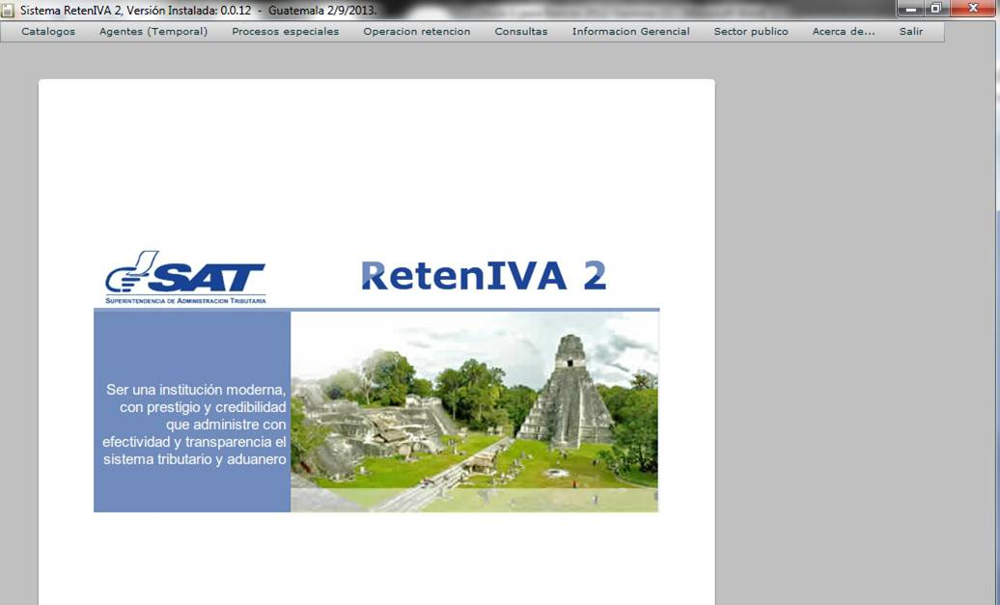 Sistema RetenIVA 2, Versión Instalada: 0.0.12 - Guatemala 2/9/2013.
Catalogos Agentes (Temporal) Procesos especiales Operacion retencion Consultas Informacion Gerencial Sector publico Acerca de... Salir
SAT
SUPERINTENDENCIA DE ADMINISTRACION TRIBUTARIA
RetenIVA 2
Ser una institución moderna,
con prestigio y credibilidad
que administre con
efectividad y transparencia el
sistema tributario y aduanero